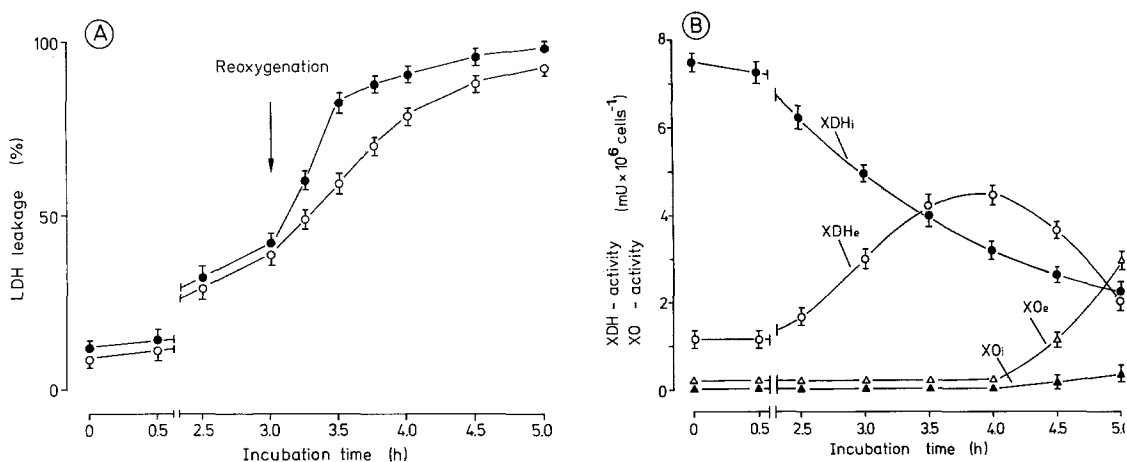 A
100
50
0
LDH leakage (%)
Reoxygenation
0 0.5 2.5 3.0 3.5 4.0 4.5 5.0
Incubation time (h)
B
8
6
4
2
0
XDH - activity (mU × 10⁶ cells⁻¹)
XO - activity
XDHi
XDHe
XOe
XOi
0 0.5 2.5 3.0 3.5 4.0 4.5 5.0
Incubation time (h)